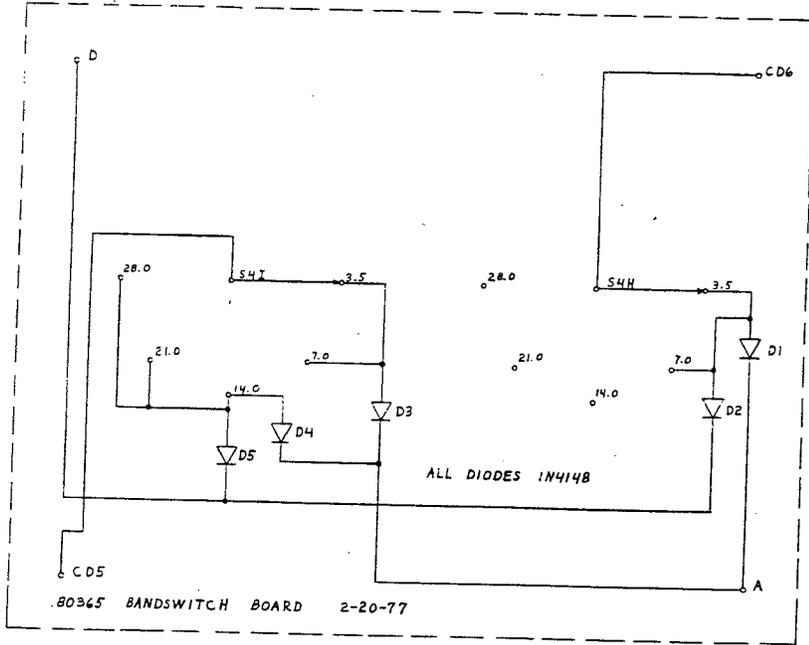 D
CD6
28.0
S4I
3.5
28.0
S4H
3.5
21.0
7.0
21.0
7.0
D1
14.0
14.0
D4
D3
D2
D5
ALL DIODES 1N4148
CD5
A
80365 BANDSWITCH BOARD 2-20-77